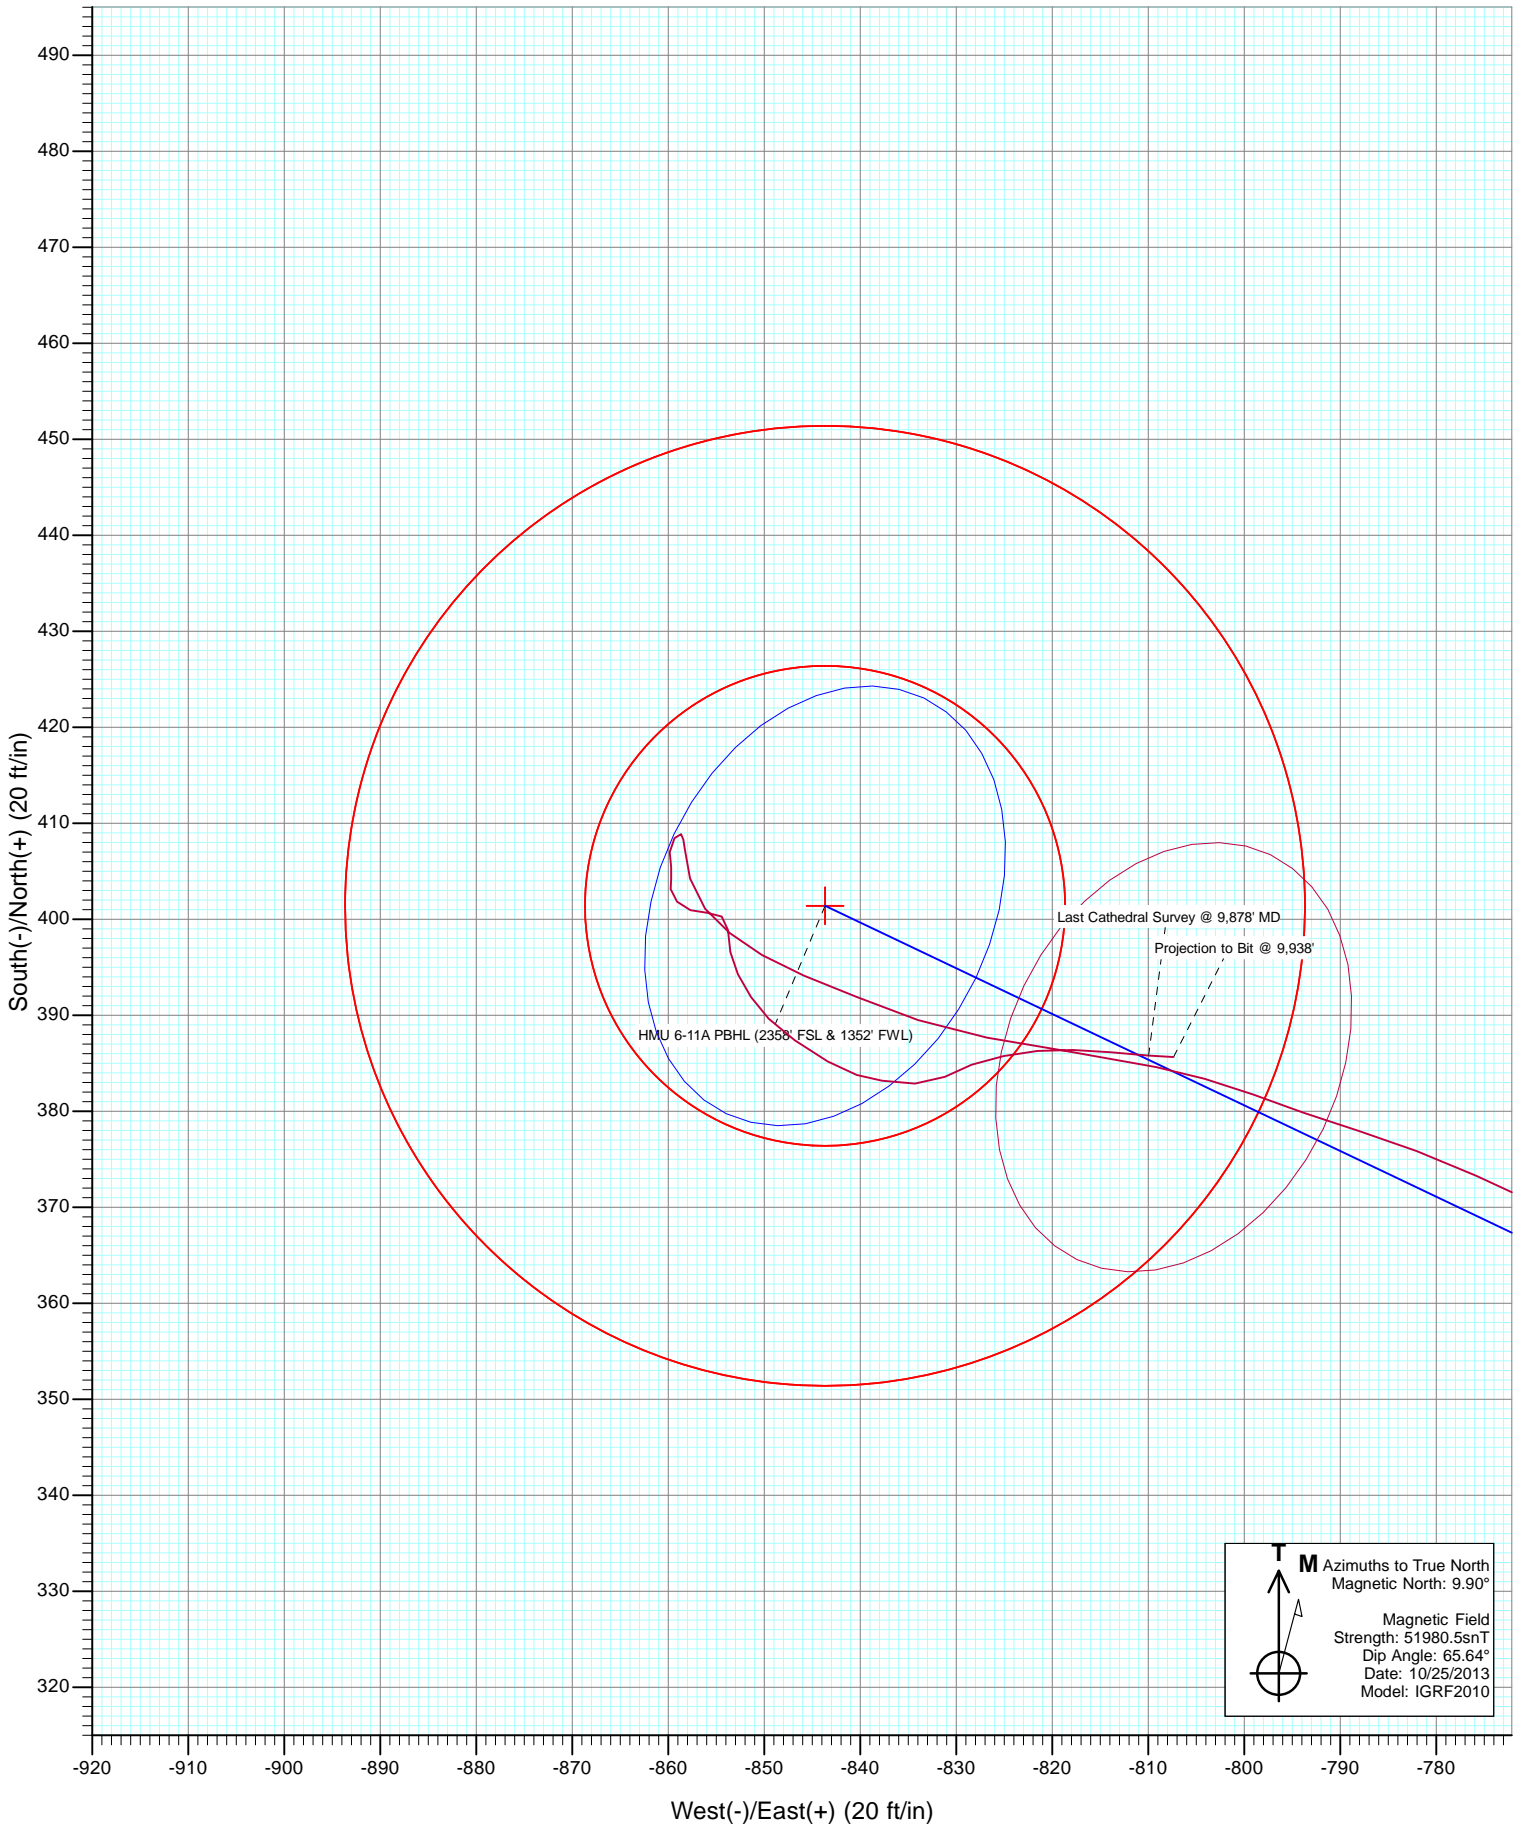 490
480
470
460
450
440
430
420
410
400
390
380
370
360
350
340
330
320
South(-)/North(+) (20 ft/in)
Last Cathedral Survey @ 9,878' MD
Projection to Bit @ 9,938'
HMU 6-11A PBHL (2358' FSL & 1352' FWL)
T
M
Azimuths to True North
Magnetic North: 9.90°
Magnetic Field
Strength: 51980.5snT
Dip Angle: 65.64°
Date: 10/25/2013
Model: IGRF2010
-920 -910 -900 -890 -880 -870 -860 -850 -840 -830 -820 -810 -800 -790 -780
West(-)/East(+) (20 ft/in)